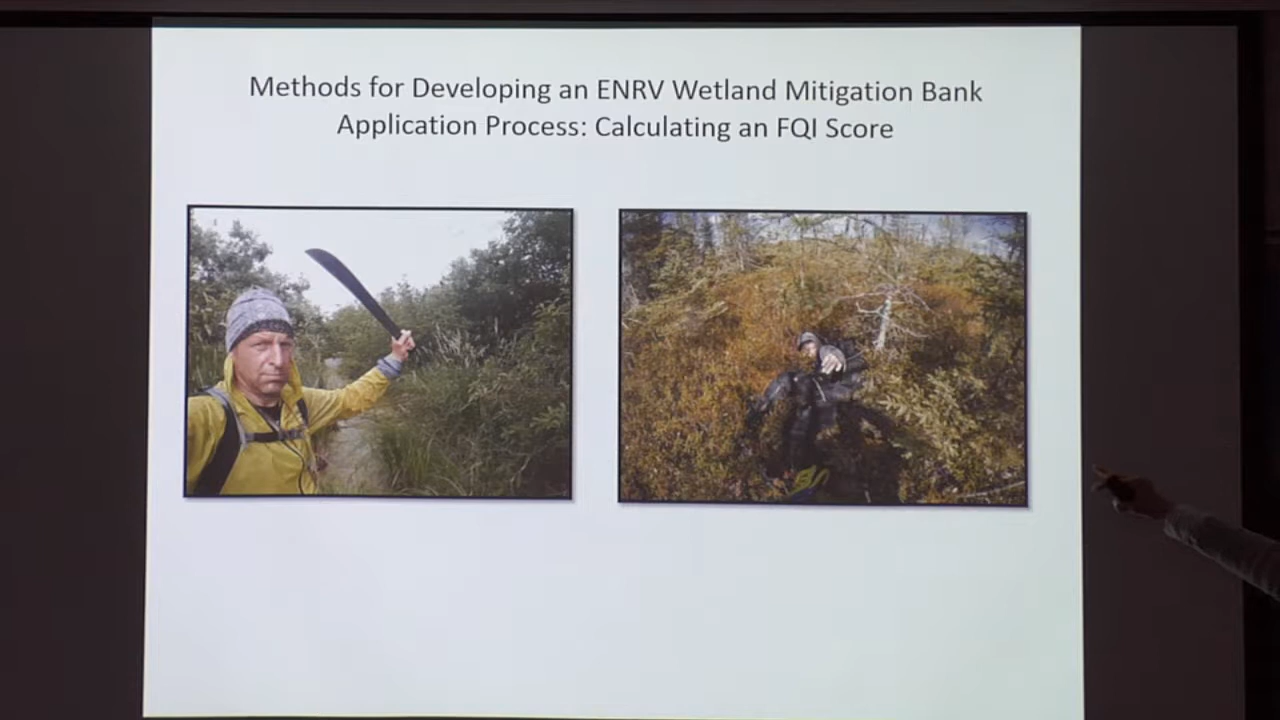 Methods for Developing an ENRV Wetland Mitigation Bank
Application Process: Calculating an FQI Score